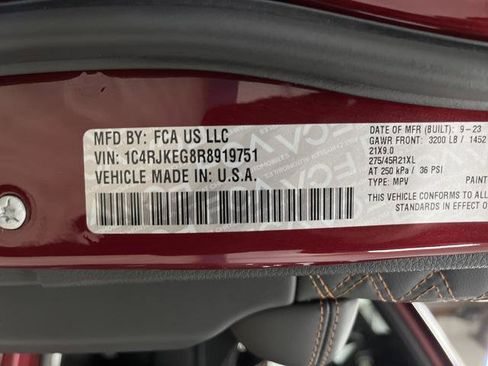 MFD BY: FCA US LLC
VIN: 1C4RJKEG8R8919751
VEHICLE MADE IN: U.S.A.
DATE OF MFR (BUILT): 9-23
GAWR FRONT: 3200 LB / 1452
21X9.0
275/45R21XL
AT 250 kPa / 36 PSI
TYPE: MPV PAINT
THIS VEHICLE CONFORMS TO ALL
STANDARDS IN EFFECT